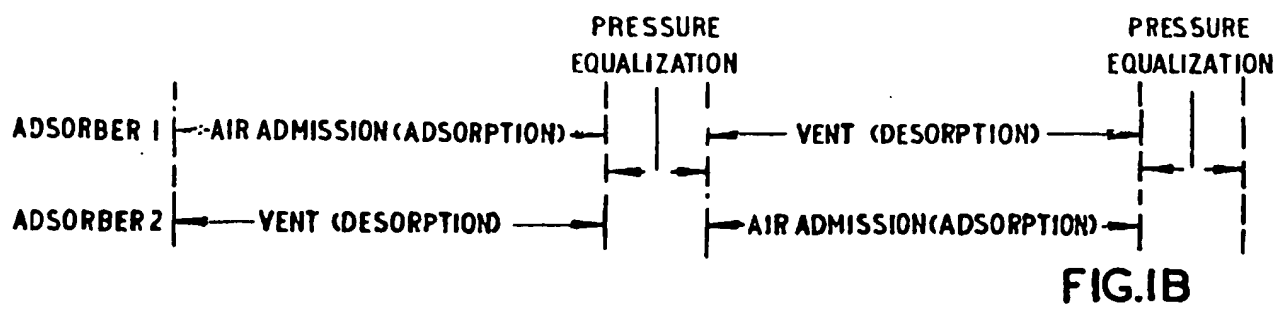 PRESSURE
EQUALIZATION
PRESSURE
EQUALIZATION
ADSORBER 1
AIR ADMISSION (ADSORPTION)
VENT (DESORPTION)
ADSORBER 2
VENT (DESORPTION)
AIR ADMISSION (ADSORPTION)
FIG.1B